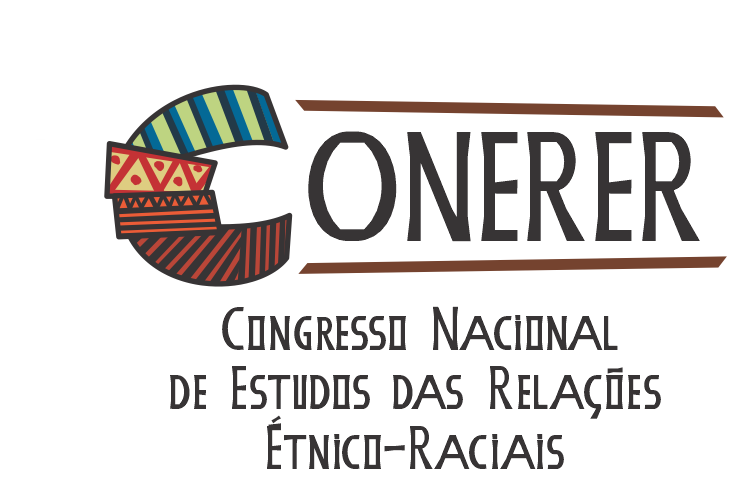 CONERER
Congresso Nacional
de Estudos das Relações
Étnico-Raciais